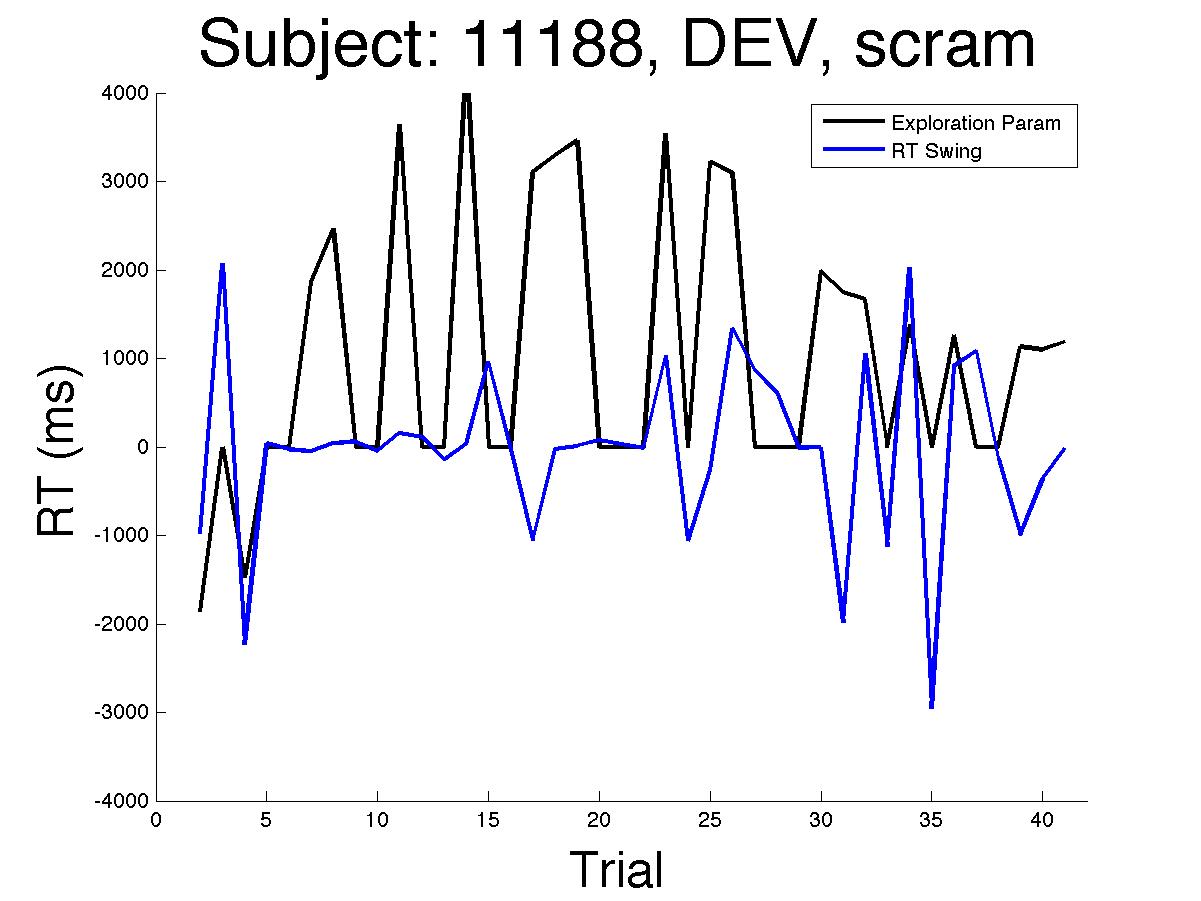 Subject: 11188, DEV, scram
4000
3000
2000
1000
0
-1000
-2000
-3000
-4000
RT (ms)
Exploration Param
RT Swing
0 5 10 15 20 25 30 35 40
Trial